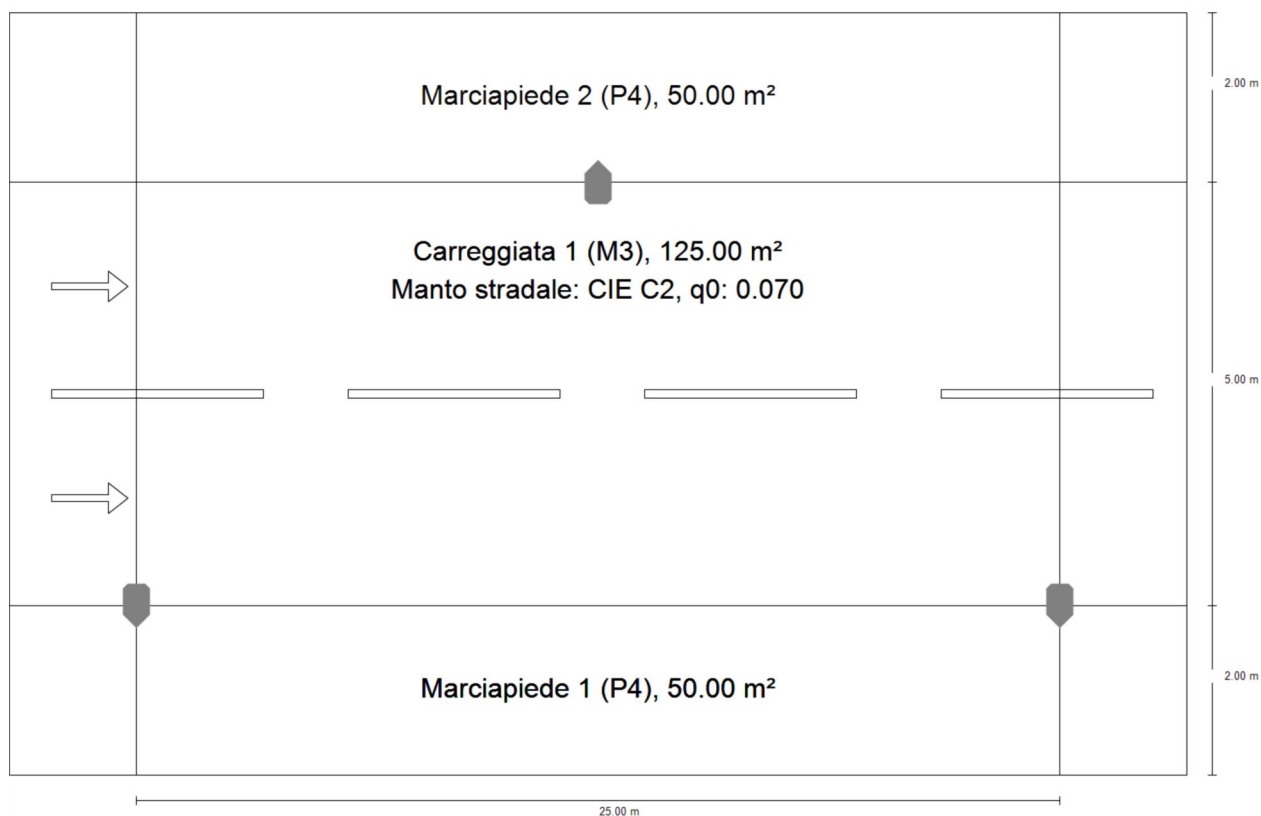 Marciapiede 2 (P4), 50.00 m²
2.00 m
Carreggiata 1 (M3), 125.00 m²
Manto stradale: CIE C2, q0: 0.070
5.00 m
Marciapiede 1 (P4), 50.00 m²
2.00 m
25.00 m